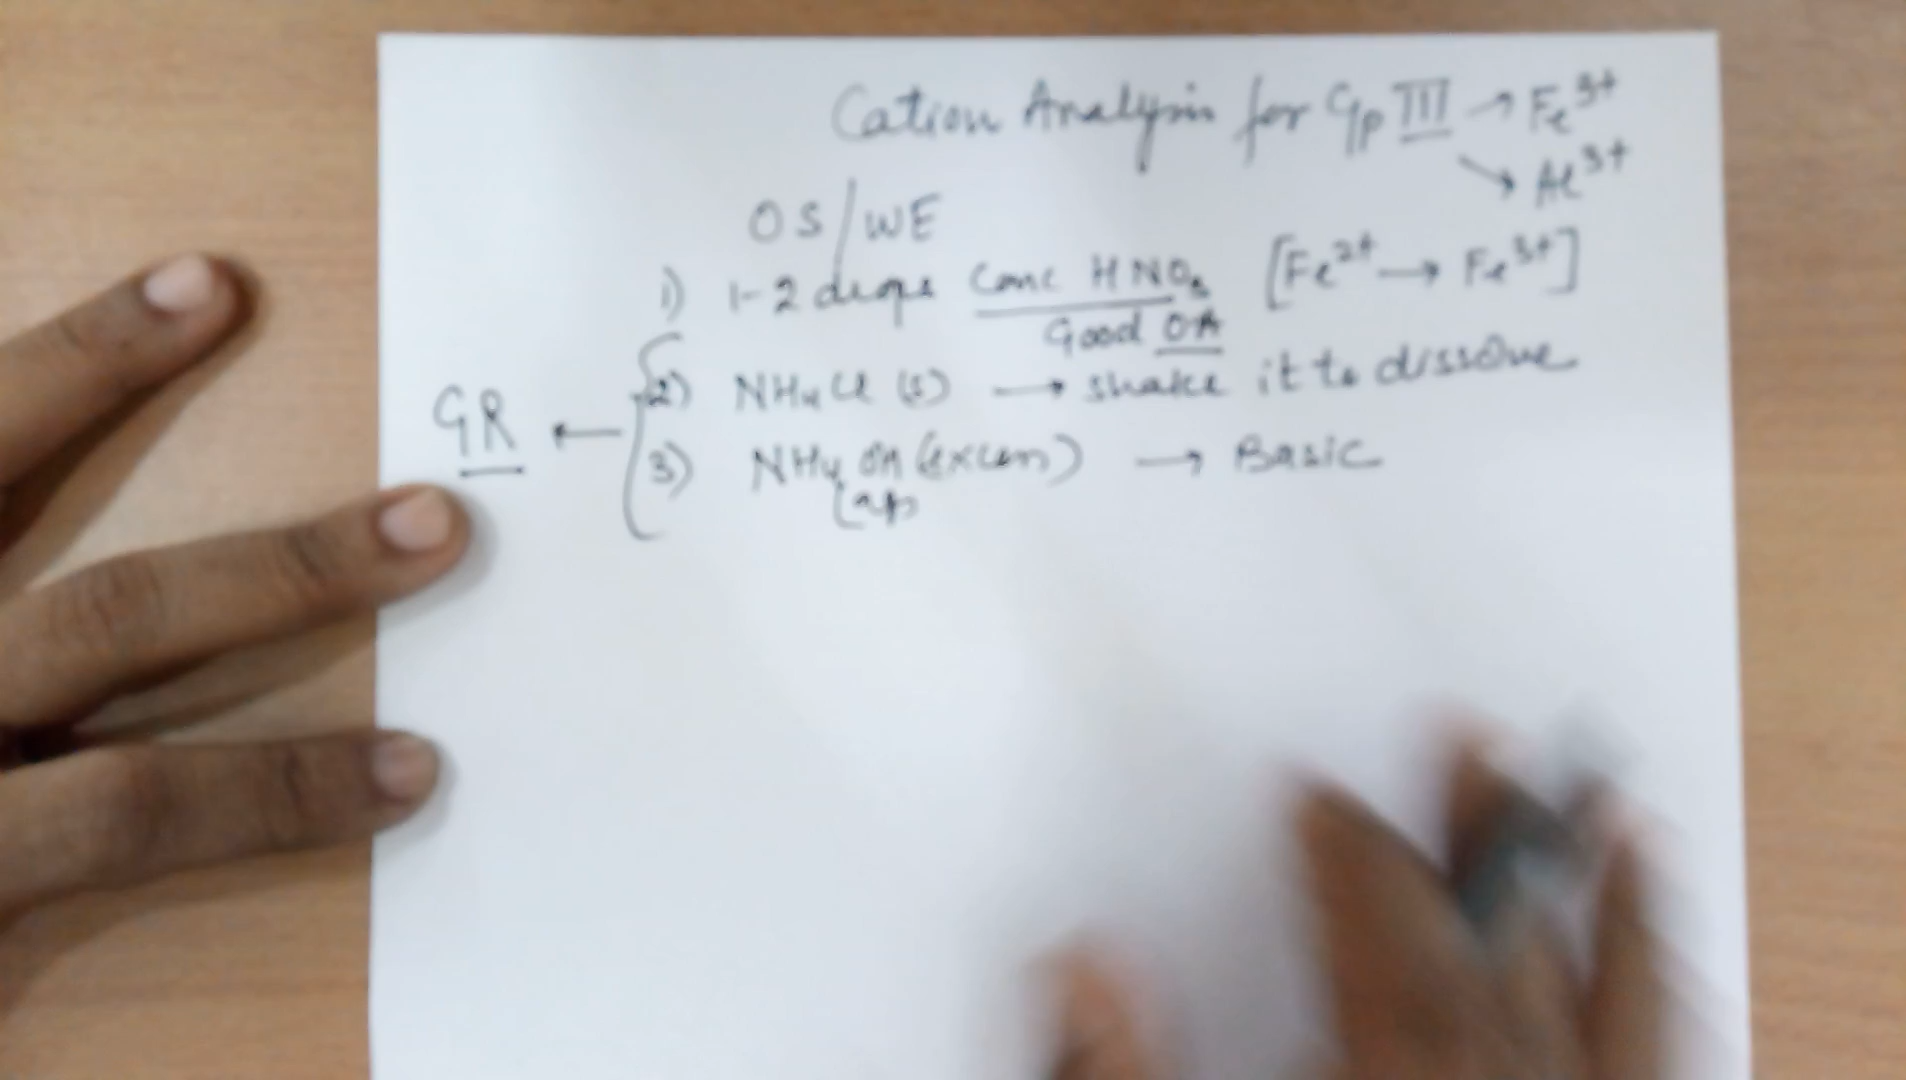 Cation Analysis for Gp III → Fe³⁺
↘ Al³⁺
OS/WE
1) 1-2 drops Conc HNO₃ [Fe²⁺ → Fe³⁺]
Good OA
2) NH₄Cl (s) → shake it to dissolve
GR ←
3) NH₄OH (excess) → Basic
(aq)